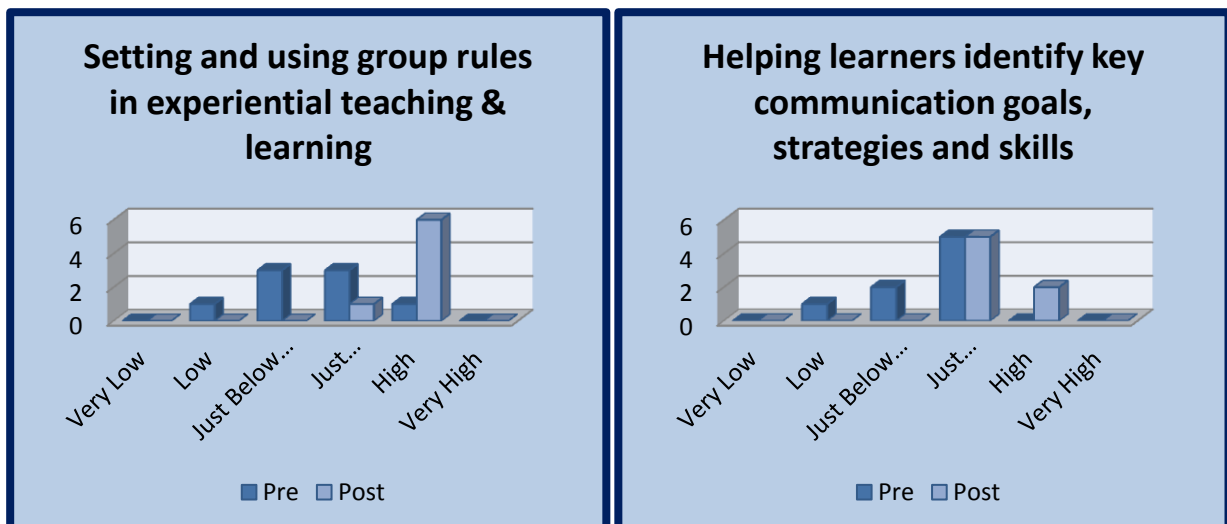 Setting and using group rules
in experiential teaching &
learning
6
4
2
0
Very Low
Low
Just Below...
Just...
High
Very High
Pre Post
Helping learners identify key
communication goals,
strategies and skills
6
4
2
0
Very Low
Low
Just Below...
Just...
High
Very High
Pre Post